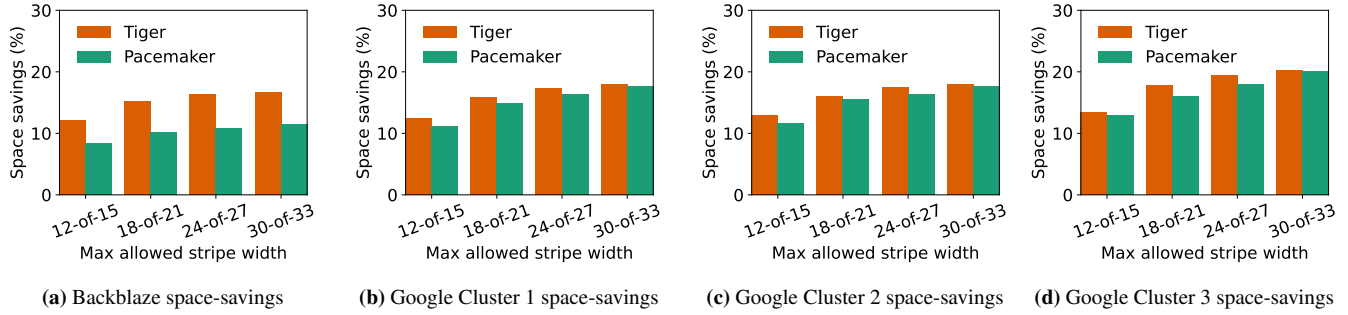 Space savings (%)
30
20
10
0
Tiger
Pacemaker
12-of-15
18-of-21
24-of-27
30-of-33
Max allowed stripe width
(a) Backblaze space-savings
Space savings (%)
30
20
10
0
Tiger
Pacemaker
12-of-15
18-of-21
24-of-27
30-of-33
Max allowed stripe width
(b) Google Cluster 1 space-savings
Space savings (%)
30
20
10
0
Tiger
Pacemaker
12-of-15
18-of-21
24-of-27
30-of-33
Max allowed stripe width
(c) Google Cluster 2 space-savings
Space savings (%)
30
20
10
0
Tiger
Pacemaker
12-of-15
18-of-21
24-of-27
30-of-33
Max allowed stripe width
(d) Google Cluster 3 space-savings